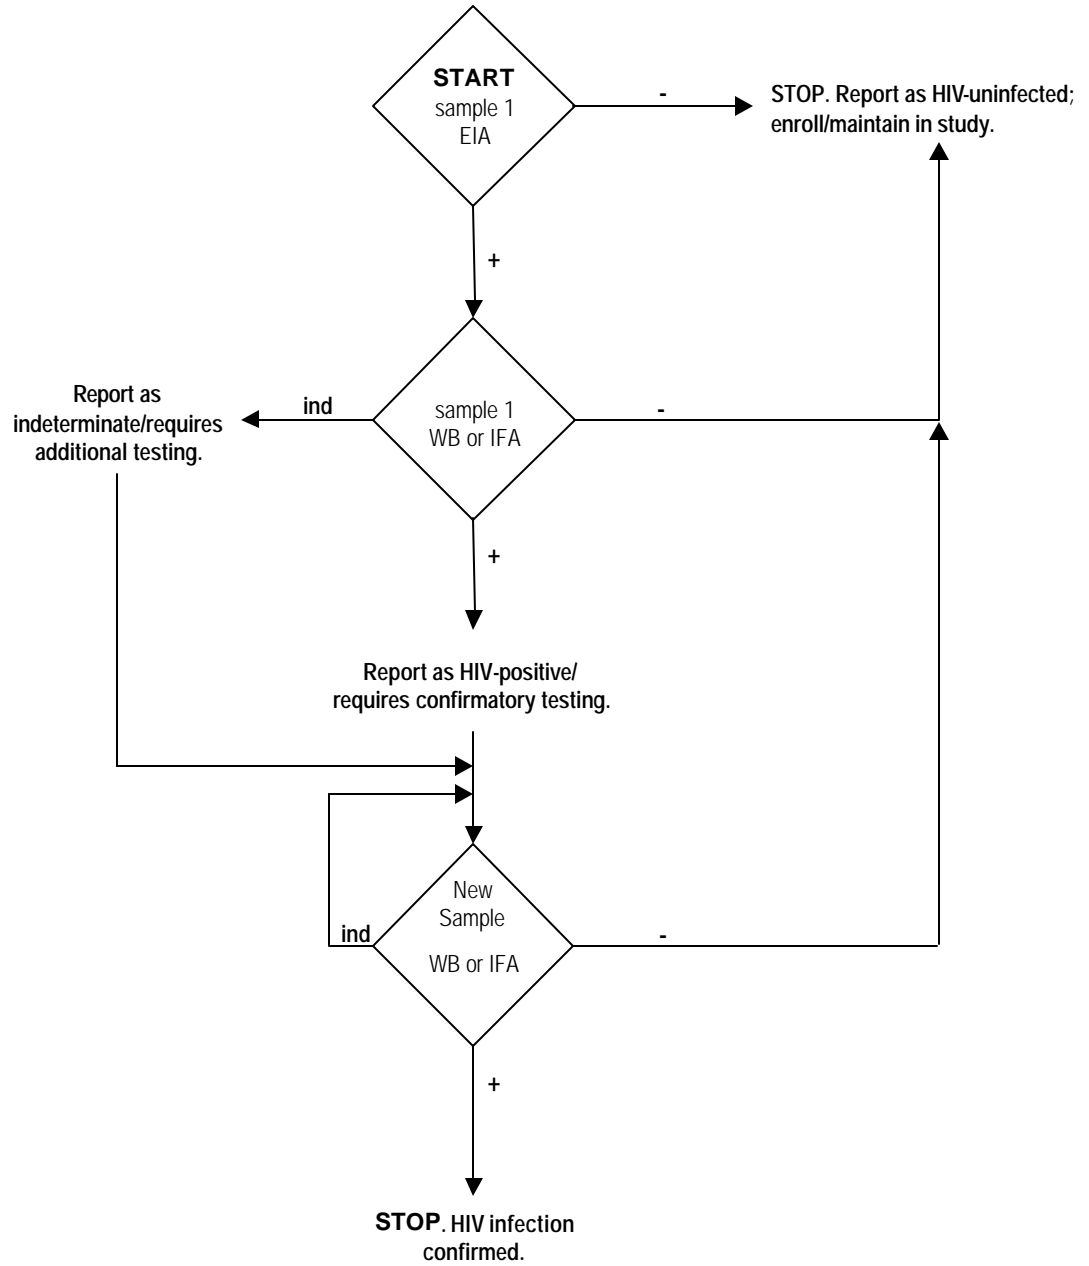 START
sample 1
EIA
-
STOP. Report as HIV-uninfected;
enroll/maintain in study.
+
Report as
indeterminate/requires
additional testing.
ind
sample 1
WB or IFA
-
+
Report as HIV-positive/
requires confirmatory testing.
New
Sample
ind
WB or IFA
-
+
STOP. HIV infection
confirmed.